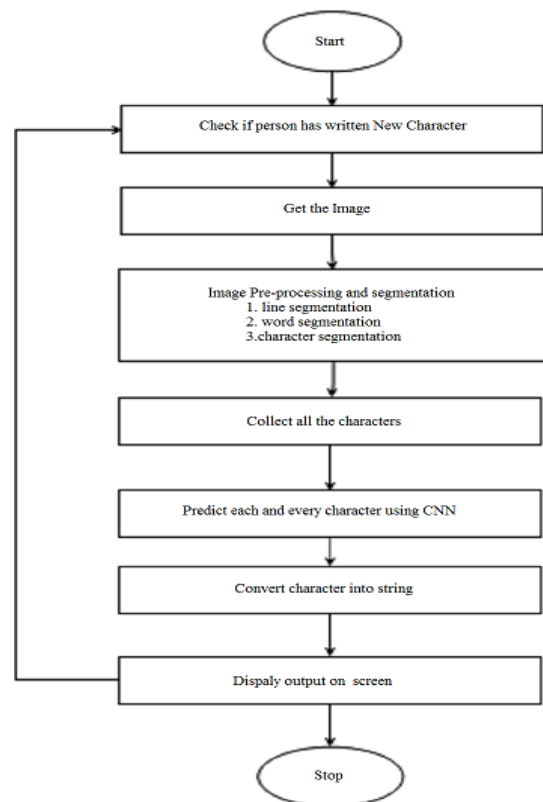 Start
Check if person has written New Character
Get the Image
Image Pre-processing and segmentation
1. line segmentation
2. word segmentation
3.character segmentation
Collect all the characters
Predict each and every character using CNN
Convert character into string
Dispaly output on screen
Stop